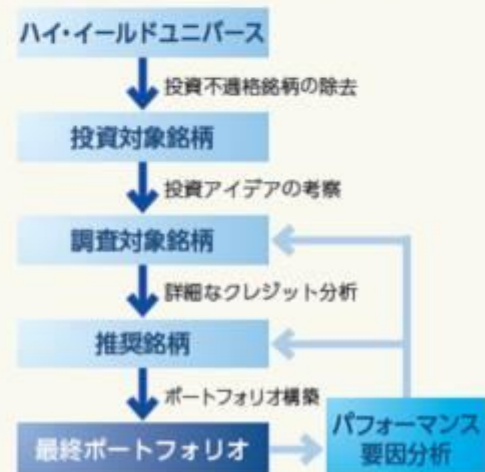 ハイ・イールドユニバース
投資不適格銘柄の除去
投資対象銘柄
投資アイデアの考察
調査対象銘柄
詳細なクレジット分析
推奨銘柄
ポートフォリオ構築
最終ポートフォリオ
パフォーマンス
要因分析